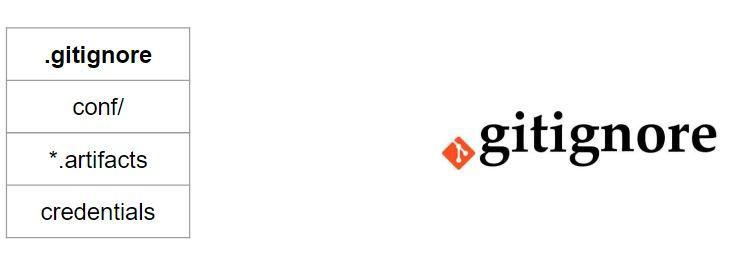 .gitignore
conf/
*.artifacts
credentials
gitignore